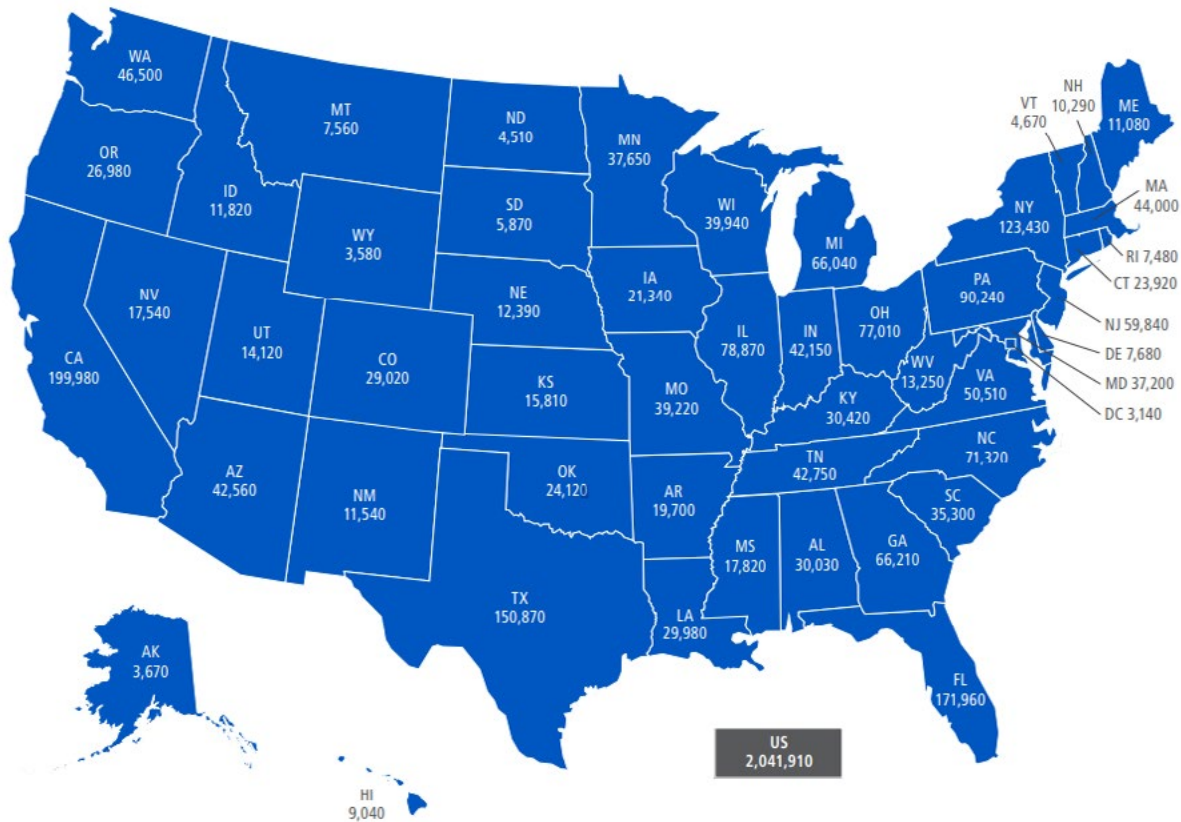 WA
46,500
MT
7,560
ND
4,510
MN
37,650
VT
4,670
NH
10,290
ME
11,080
OR
26,980
ID
11,820
SD
5,870
WI
39,940
MI
66,040
NY
123,430
MA
44,000
WY
3,580
RI 7,480
CT 23,920
NV
17,540
NE
12,390
IA
21,340
PA
90,240
NJ 59,840
UT
14,120
CO
29,020
IL
78,870
IN
42,150
OH
77,010
DE 7,680
CA
199,980
KS
15,810
MO
39,220
WV
13,250
VA
50,510
MD 37,200
KY
30,420
DC 3,140
AZ
42,560
NM
11,540
OK
24,120
AR
19,700
TN
42,750
NC
71,320
SC
35,300
MS
17,820
AL
30,030
GA
66,210
TX
150,870
LA
29,980
AK
3,670
FL
171,960
US
2,041,910
HI
9,040